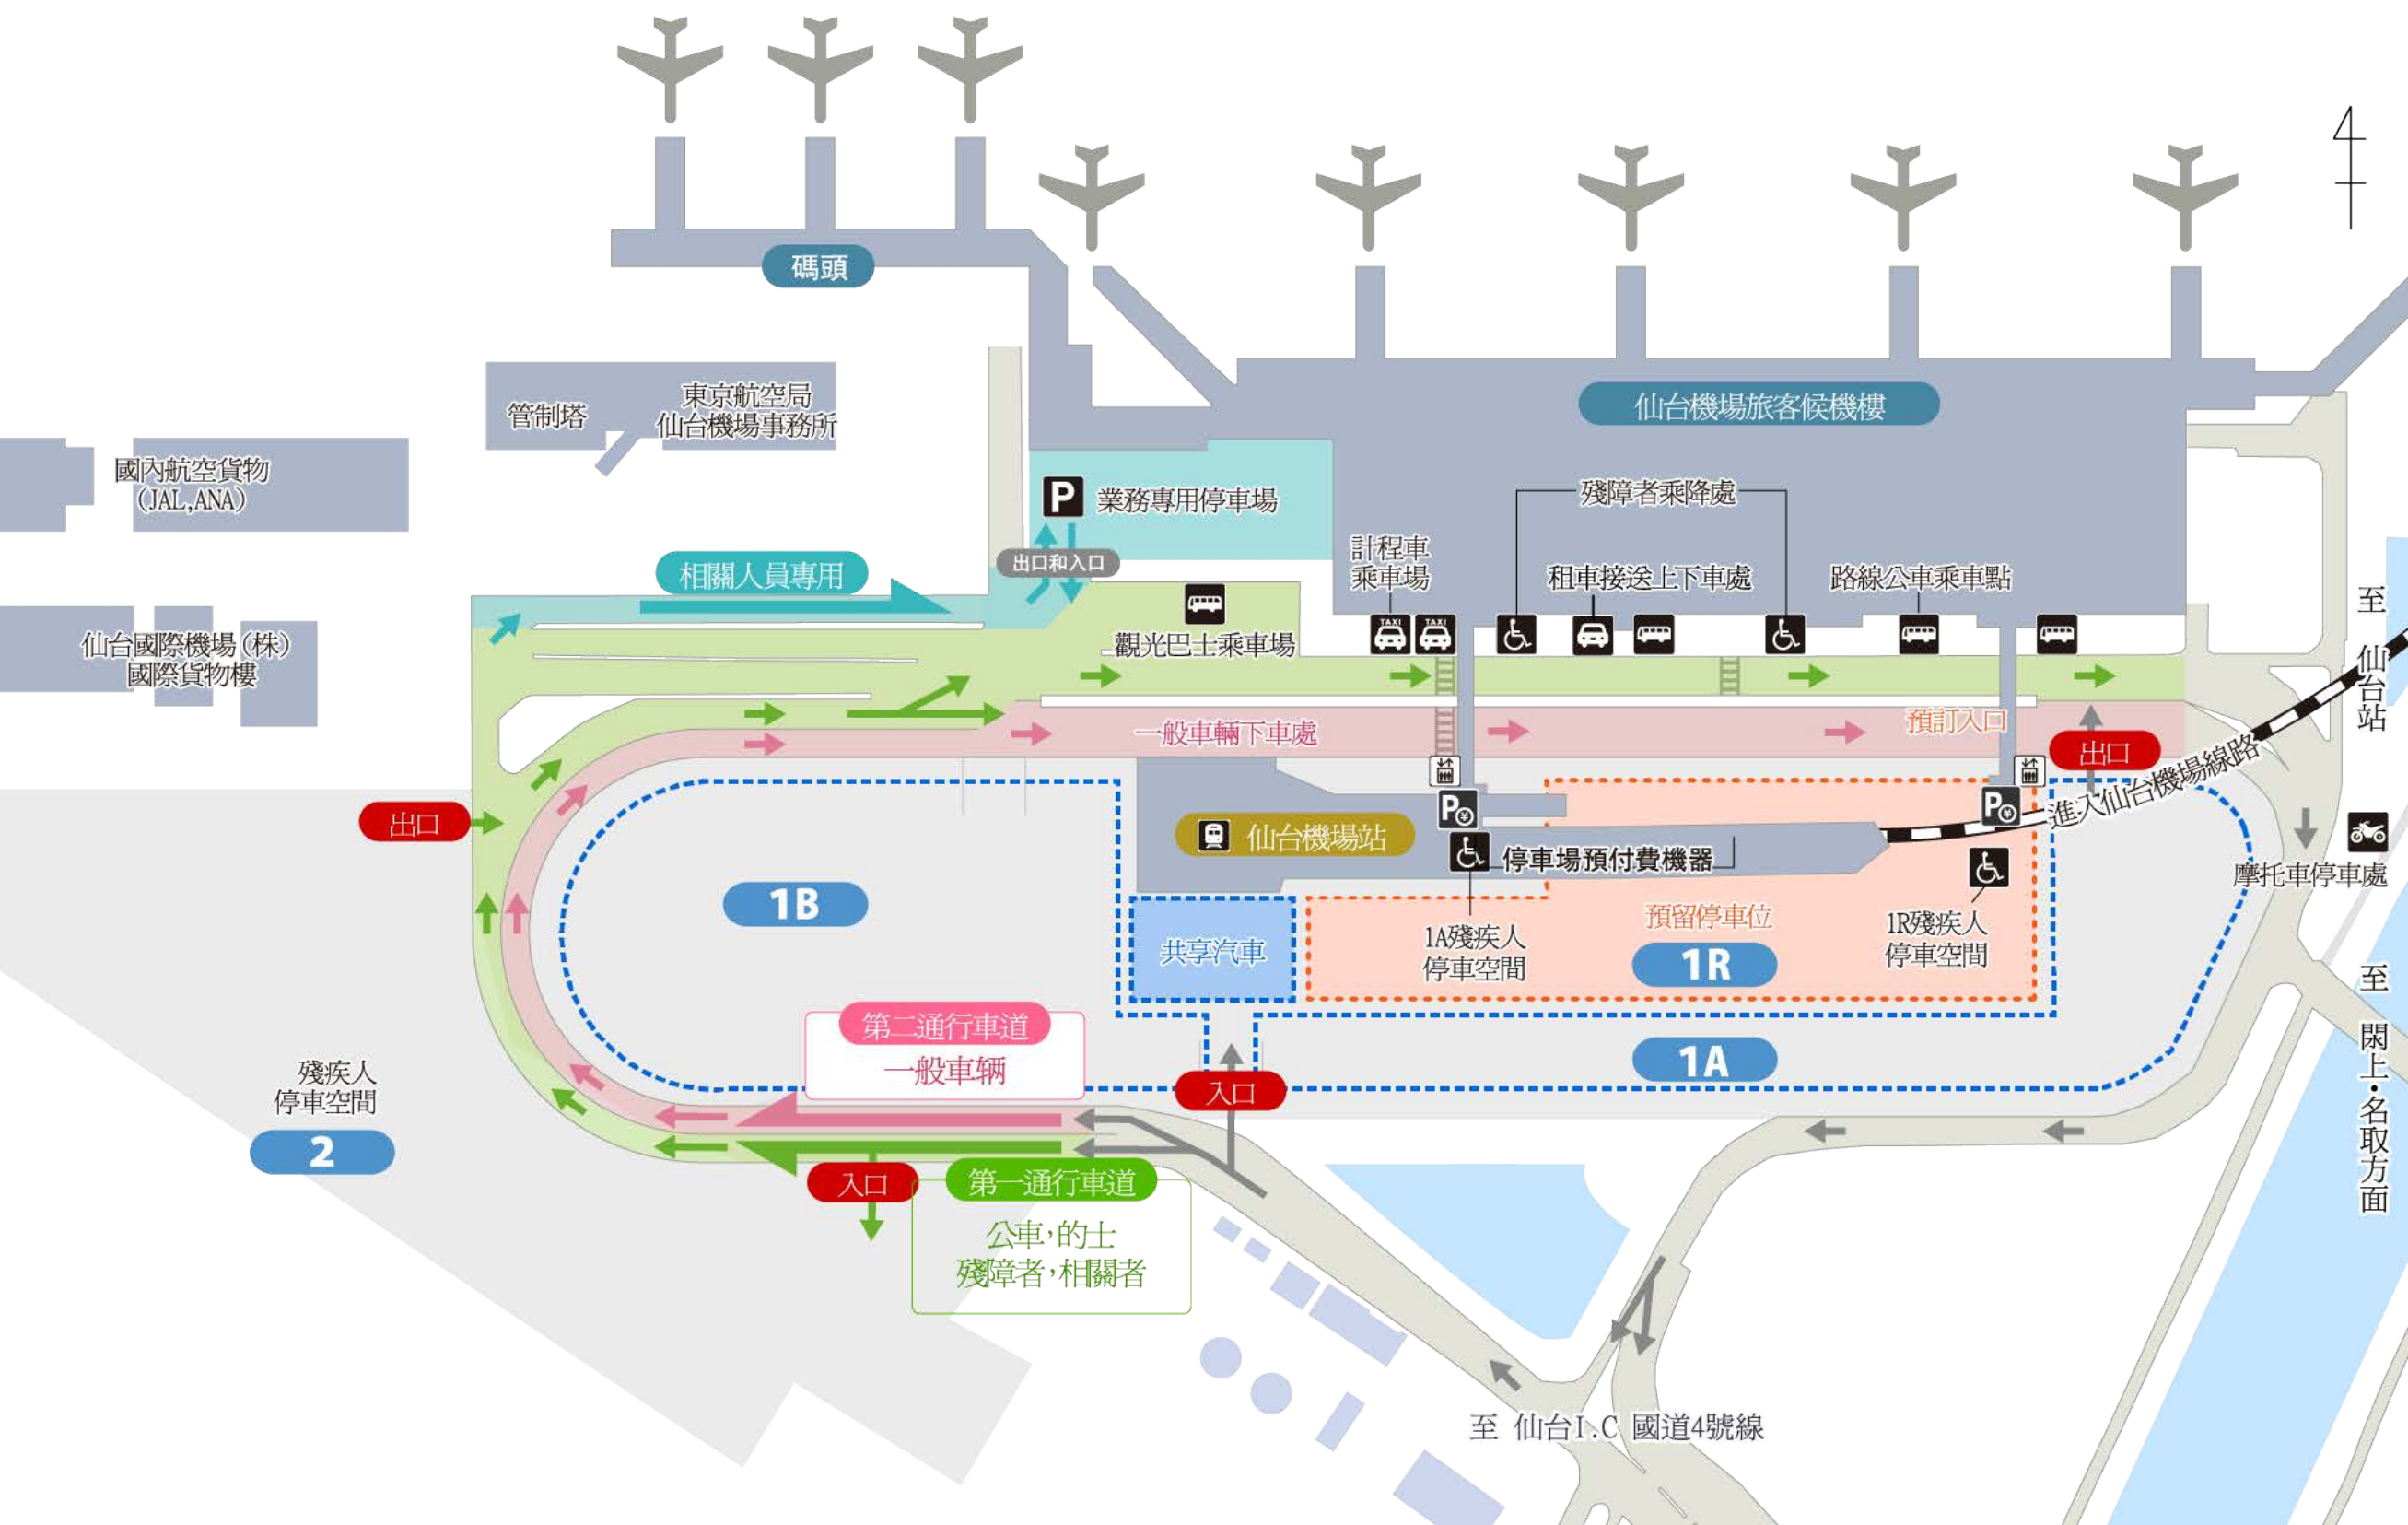 碼頭
管制塔
東京航空局
仙台機場事務所
仙台機場旅客候機樓
國內航空貨物
(JAL,ANA)
P
業務專用停車場
殘障者乘降處
出口和入口
計程車
乘車場
租車接送上下車處
路線公車乘車點
相關人員專用
仙台國際機場(株)
國際貨物樓
觀光巴士乘車場
TAXI
TAXI
至 仙台站
一般車輛下車處
預訂入口
出口
進入仙台機場線路
出口
P
P
仙台機場站
停車場預付費機器
摩托車停車處
1B
共享汽車
1A殘疾人
停車空間
預留停車位
1R
1R殘疾人
停車空間
第二通行車道
一般車辆
1A
入口
至 閖上・名取方面
殘疾人
停車空間
2
入口
第一通行車道
公車,的士
殘障者,相關者
至 仙台I.C 國道4號線